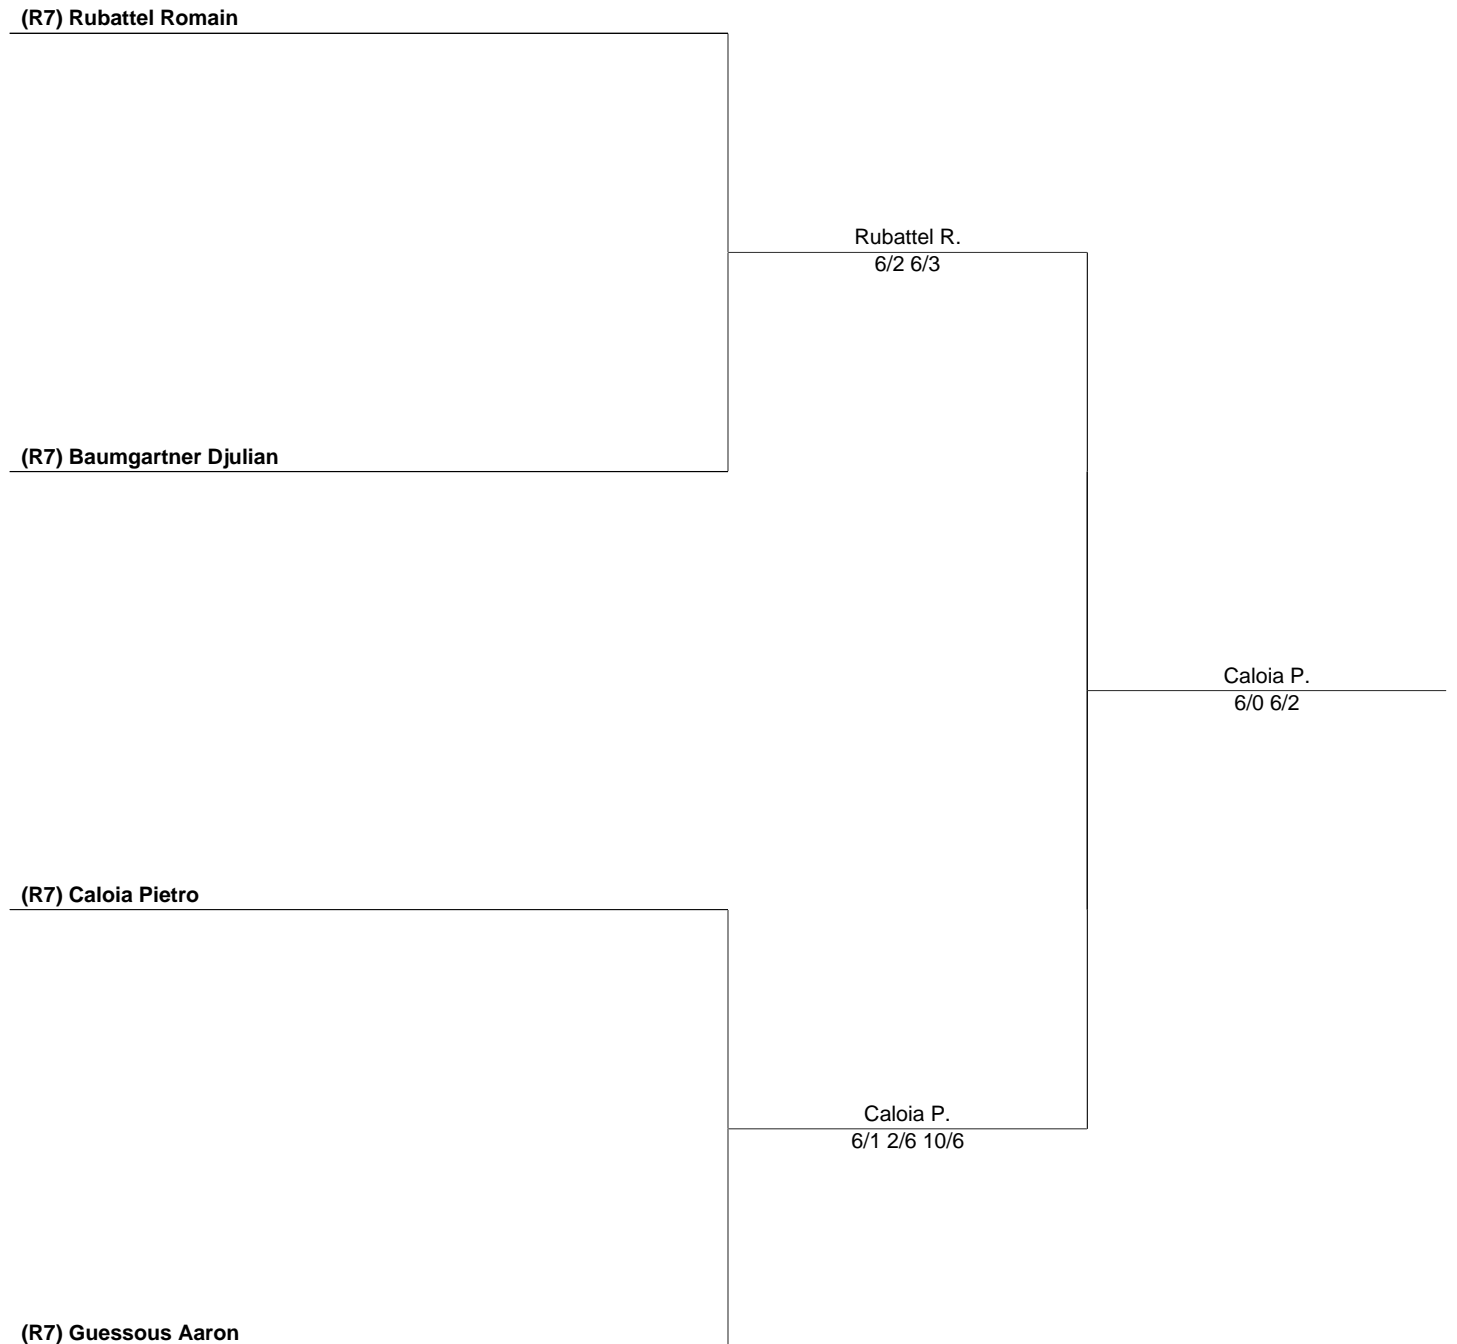 (R7) Rubattel Romain
Rubattel R.
6/2 6/3
(R7) Baumgartner Djulian
Caloia P.
6/0 6/2
(R7) Caloia Pietro
Caloia P.
6/1 2/6 10/6
(R7) Guessous Aaron